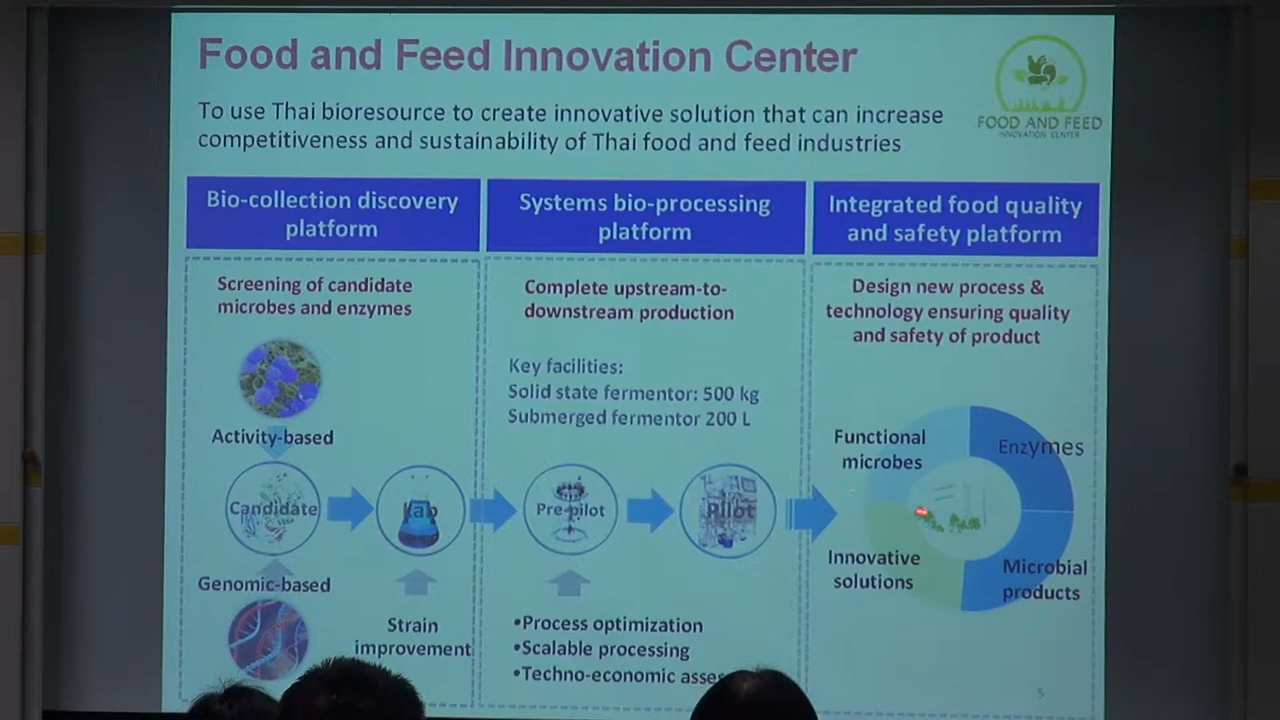 Food and Feed Innovation Center
To use Thai bioresource to create innovative solution that can increase
competitiveness and sustainability of Thai food and feed industries
FOOD AND FEED
INNOVATION CENTER
Bio-collection discovery
platform
Screening of candidate
microbes and enzymes
Activity-based
Candidate
Lab
Genomic-based
Strain
improvement
Systems bio-processing
platform
Complete upstream-to-
downstream production
Key facilities:
Solid state fermentor: 500 kg
Submerged fermentor 200 L
Pre-pilot
Pilot
•Process optimization
•Scalable processing
•Techno-economic
Integrated food quality
and safety platform
Design new process &
technology ensuring quality
and safety of product
Functional
microbes
Enzymes
Innovative
solutions
Microbial
products
5